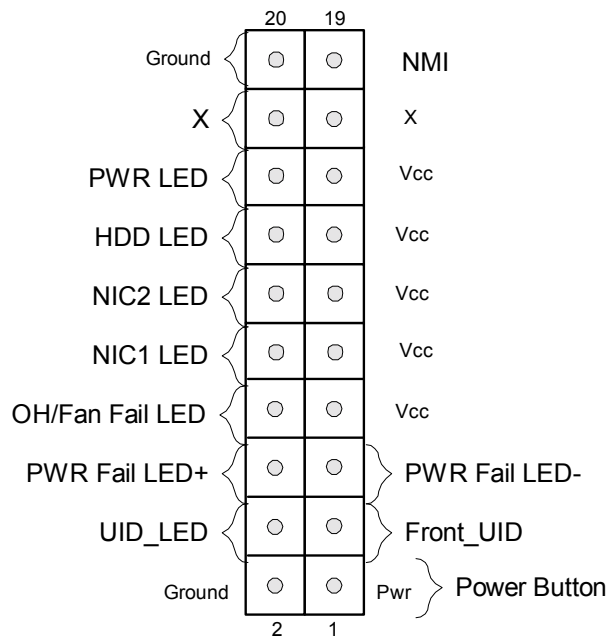 20 19
Ground NMI
X X
PWR LED Vcc
HDD LED Vcc
NIC2 LED Vcc
NIC1 LED Vcc
OH/Fan Fail LED Vcc
PWR Fail LED+ PWR Fail LED-
UID_LED Front_UID
Ground Pwr Power Button
2 1